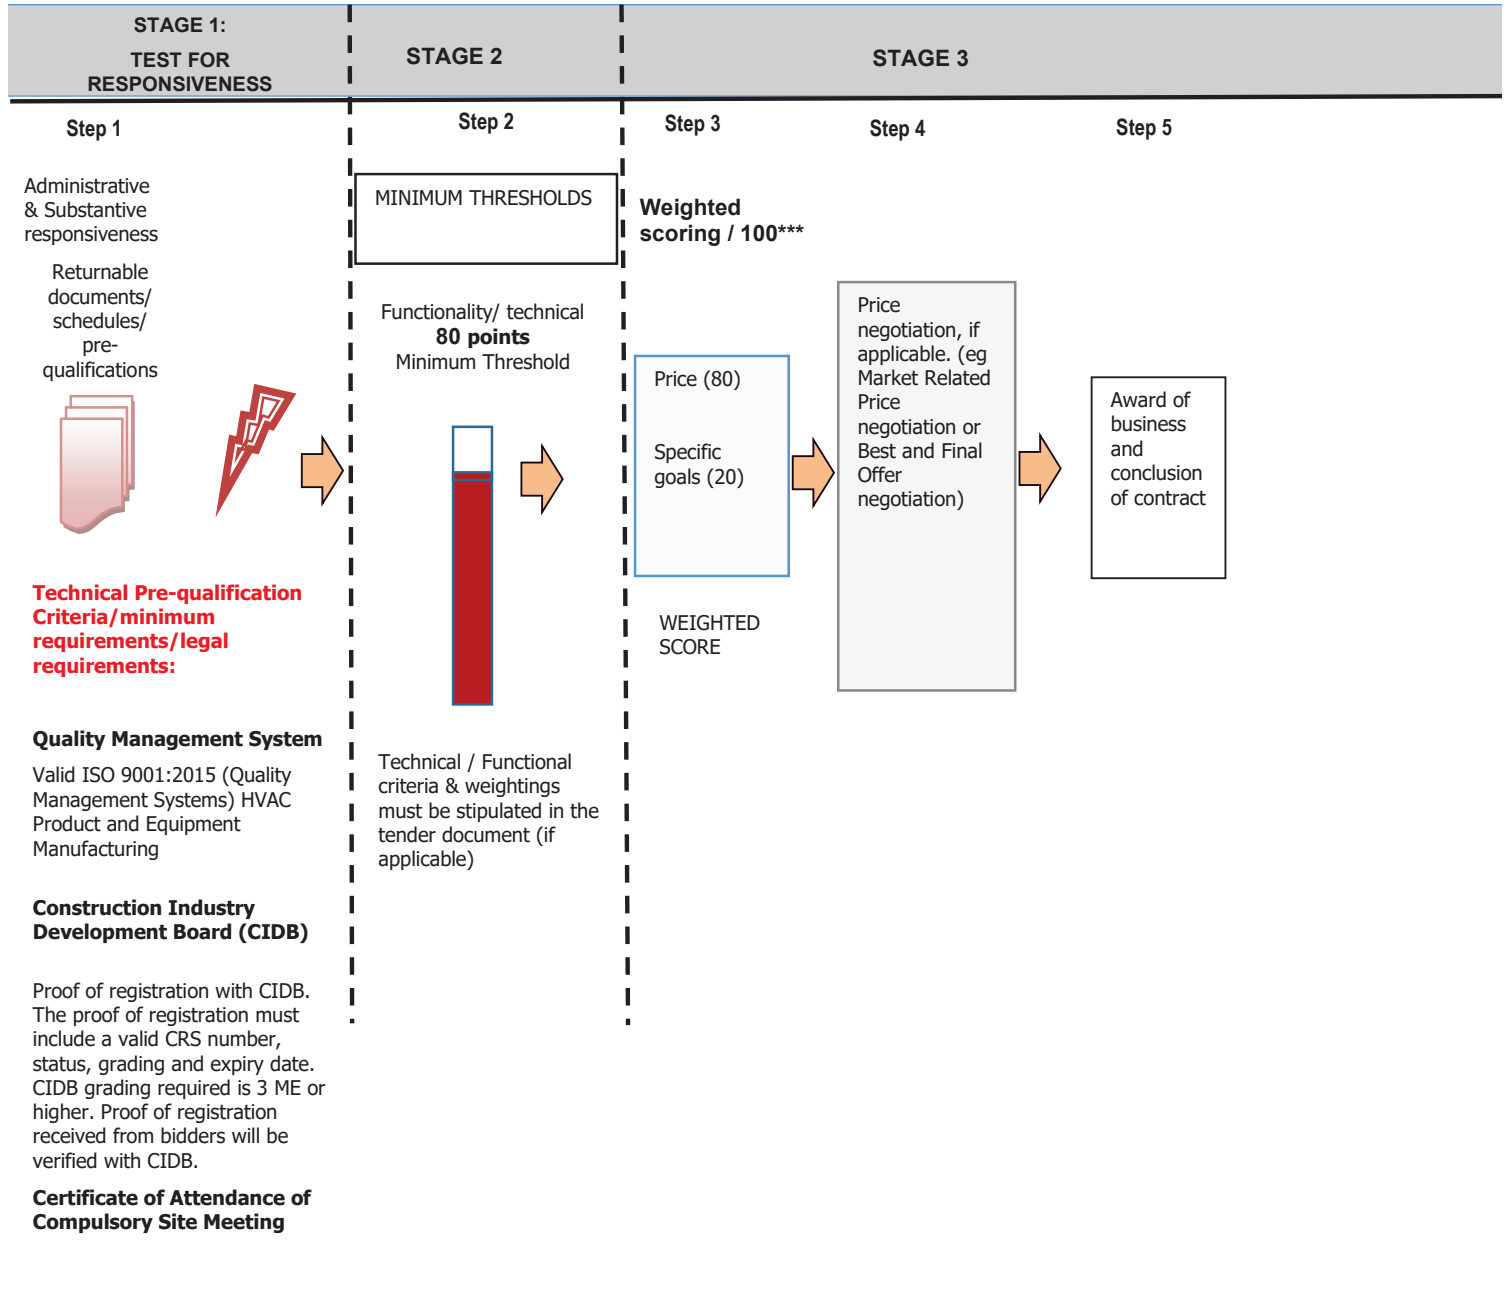 STAGE 1:
TEST FOR
RESPONSIVENESS
STAGE 2
STAGE 3
Step 1
Step 2
Step 3
Step 4
Step 5
Administrative
& Substantive
responsiveness
Returnable
documents/
schedules/
pre-
qualifications
Technical Pre-qualification
Criteria/minimum
requirements/legal
requirements:
Quality Management System
Valid ISO 9001:2015 (Quality
Management Systems) HVAC
Product and Equipment
Manufacturing
Construction Industry
Development Board (CIDB)
Proof of registration with CIDB.
The proof of registration must
include a valid CRS number,
status, grading and expiry date.
CIDB grading required is 3 ME or
higher. Proof of registration
received from bidders will be
verified with CIDB.
Certificate of Attendance of
Compulsory Site Meeting
MINIMUM THRESHOLDS
Functionality/ technical
80 points
Minimum Threshold
Technical / Functional
criteria & weightings
must be stipulated in the
tender document (if
applicable)
Weighted
scoring / 100***
Price (80)
Specific
goals (20)
WEIGHTED
SCORE
Price
negotiation, if
applicable. (eg
Market Related
Price
negotiation or
Best and Final
Offer
negotiation)
Award of
business
and
conclusion
of contract